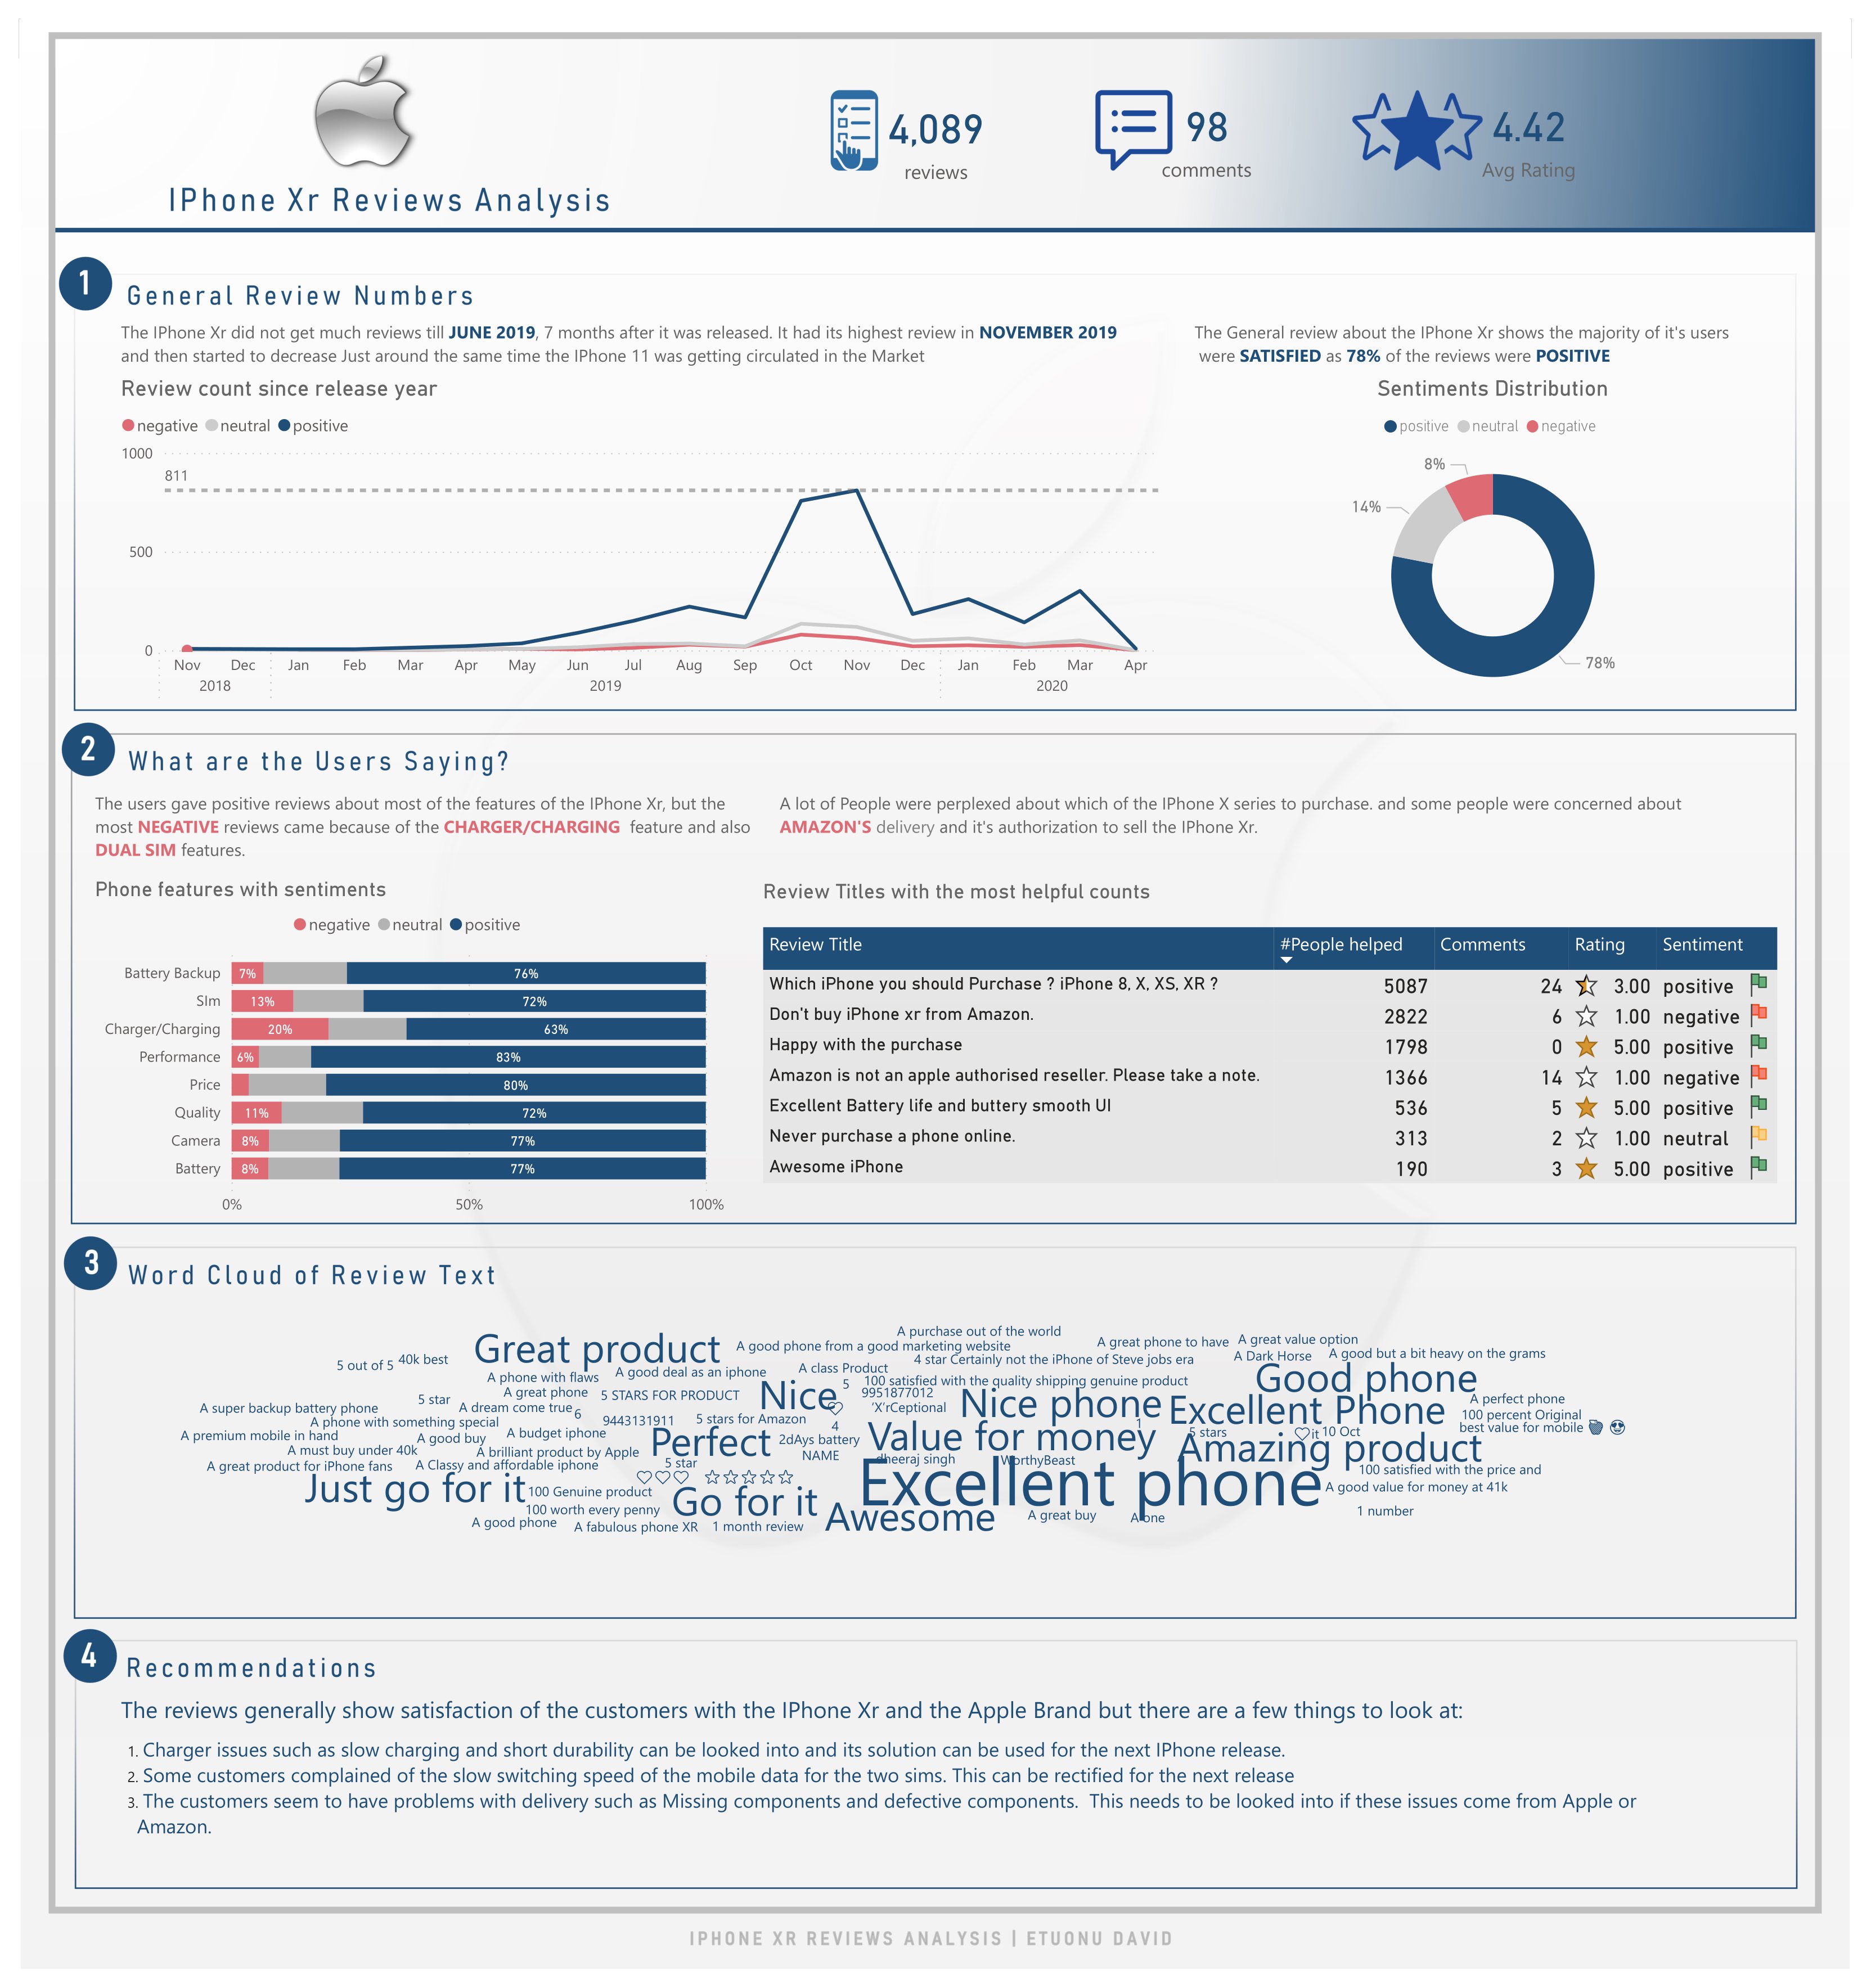 IPhone Xr Reviews Analysis
4,089
reviews
98
comments
4.42
Avg Rating
1
General Review Numbers
The IPhone Xr did not get much reviews till JUNE 2019, 7 months after it was released. It had its highest review in NOVEMBER 2019
and then started to decrease Just around the same time the IPhone 11 was getting circulated in the Market
Review count since release year
negative neutral positive
1000
811
500
0
Nov Dec Jan Feb Mar Apr May Jun Jul Aug Sep Oct Nov Dec Jan Feb Mar Apr
2018 2019 2020
The General review about the IPhone Xr shows the majority of it's users
were SATISFIED as 78% of the reviews were POSITIVE
Sentiments Distribution
positive neutral negative
8%
14%
78%
2
What are the Users Saying?
The users gave positive reviews about most of the features of the IPhone Xr, but the
most NEGATIVE reviews came because of the CHARGER/CHARGING feature and also
DUAL SIM features.
Phone features with sentiments
negative neutral positive
Battery Backup 7% 76%
SIm 13% 72%
Charger/Charging 20% 63%
Performance 6% 83%
Price 80%
Quality 11% 72%
Camera 8% 77%
Battery 8% 77%
0% 50% 100%
A lot of People were perplexed about which of the IPhone X series to purchase. and some people were concerned about
AMAZON'S delivery and it's authorization to sell the IPhone Xr.
Review Titles with the most helpful counts
Review Title #People helped Comments Rating Sentiment
Which iPhone you should Purchase ? iPhone 8, X, XS, XR ? 5087 24 3.00 positive
Don't buy iPhone xr from Amazon. 2822 6 1.00 negative
Happy with the purchase 1798 0 5.00 positive
Amazon is not an apple authorised reseller. Please take a note. 1366 14 1.00 negative
Excellent Battery life and buttery smooth UI 536 5 5.00 positive
Never purchase a phone online. 313 2 1.00 neutral
Awesome iPhone 190 3 5.00 positive
3
Word Cloud of Review Text
A purchase out of the world
Great product
A good phone from a good marketing website
A great phone to have
A great value option
5 out of 5
40k best
4 star Certainly not the iPhone of Steve jobs era
A Dark Horse
A good but a bit heavy on the grams
A phone with flaws
A good deal as an iphone
A class Product
Good phone
5
100 satisfied with the quality shipping genuine product
A great phone
5 STARS FOR PRODUCT
Nice
9951877012
Nice phone
Excellent Phone
A perfect phone
5 star
A super backup battery phone
A dream come true
6
'X'rCeptional
100 percent Original
A phone with something special
9443131911
5 stars for Amazon
4
1
best value for mobile
A premium mobile in hand
A good buy
A budget iphone
Perfect
2dAys battery
Value for money
5 stars
it
10 Oct
A must buy under 40k
A brilliant product by Apple
NAME
dheeraj singh
WorthyBeast
Amazing product
A great product for iPhone fans
A Classy and affordable iphone
5 star
100 satisfied with the price and
Just go for it
100 Genuine product
Excellent phone
A good value for money at 41k
100 worth every penny
Go for it
Awesome
A great buy
A one
1 number
A good phone
A fabulous phone XR
1 month review
4
Recommendations
The reviews generally show satisfaction of the customers with the IPhone Xr and the Apple Brand but there are a few things to look at:
1. Charger issues such as slow charging and short durability can be looked into and its solution can be used for the next IPhone release.
2. Some customers complained of the slow switching speed of the mobile data for the two sims. This can be rectified for the next release
3. The customers seem to have problems with delivery such as Missing components and defective components. This needs to be looked into if these issues come from Apple or
Amazon.
IPHONE XR REVIEWS ANALYSIS | ETUONU DAVID